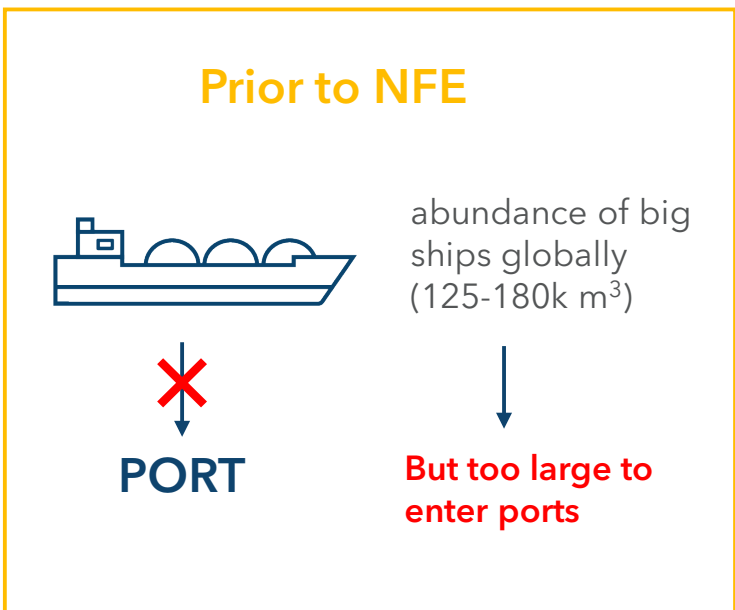 Prior to NFE
abundance of big
ships globally
(125-180k m³)
PORT
But too large to
enter ports